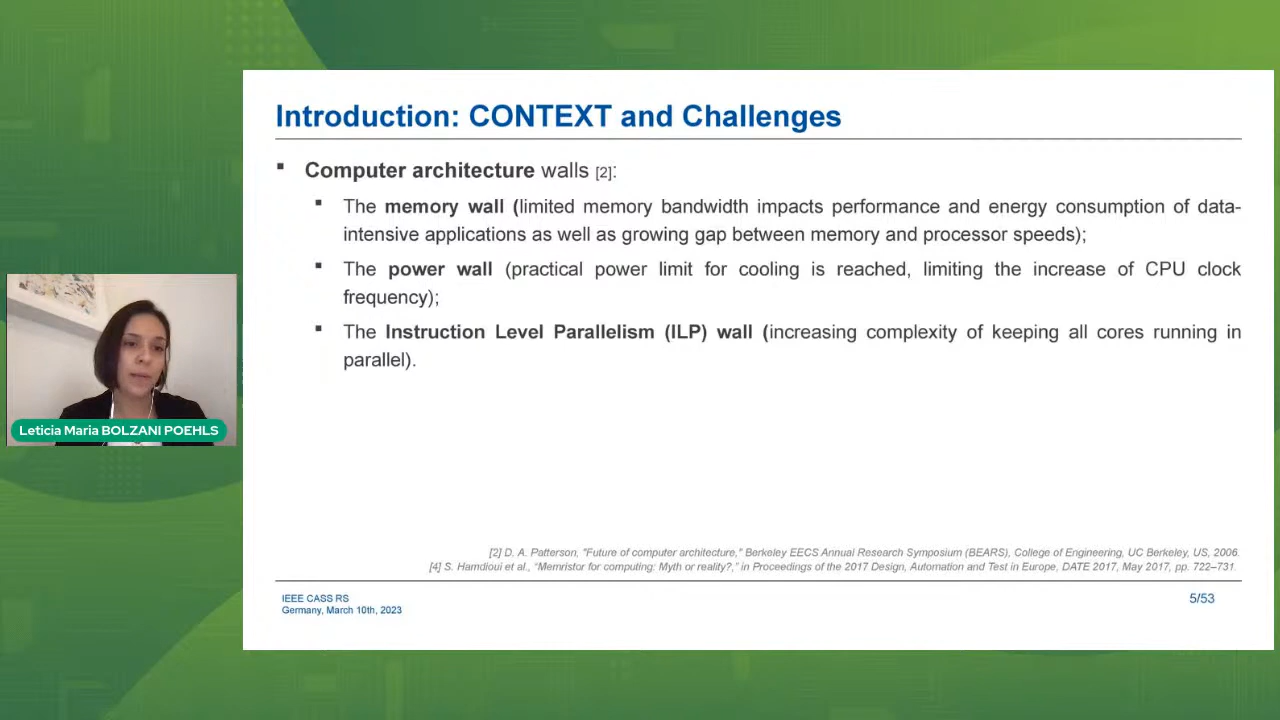 Introduction: CONTEXT and Challenges
Computer architecture walls [2]:
The memory wall (limited memory bandwidth impacts performance and energy consumption of data-
intensive applications as well as growing gap between memory and processor speeds);
The power wall (practical power limit for cooling is reached, limiting the increase of CPU clock
frequency);
The Instruction Level Parallelism (ILP) wall (increasing complexity of keeping all cores running in
parallel).
Leticia Maria BOLZANI POEHLS
[2] D. A. Patterson, "Future of computer architecture," Berkeley EECS Annual Research Symposium (BEARS), College of Engineering, UC Berkeley, US, 2006.
[4] S. Hamdioui et al., "Memristor for computing: Myth or reality?," in Proceedings of the 2017 Design, Automation and Test in Europe, DATE 2017, May 2017, pp. 722–731.
IEEE CASS RS
Germany, March 10th, 2023
5/53